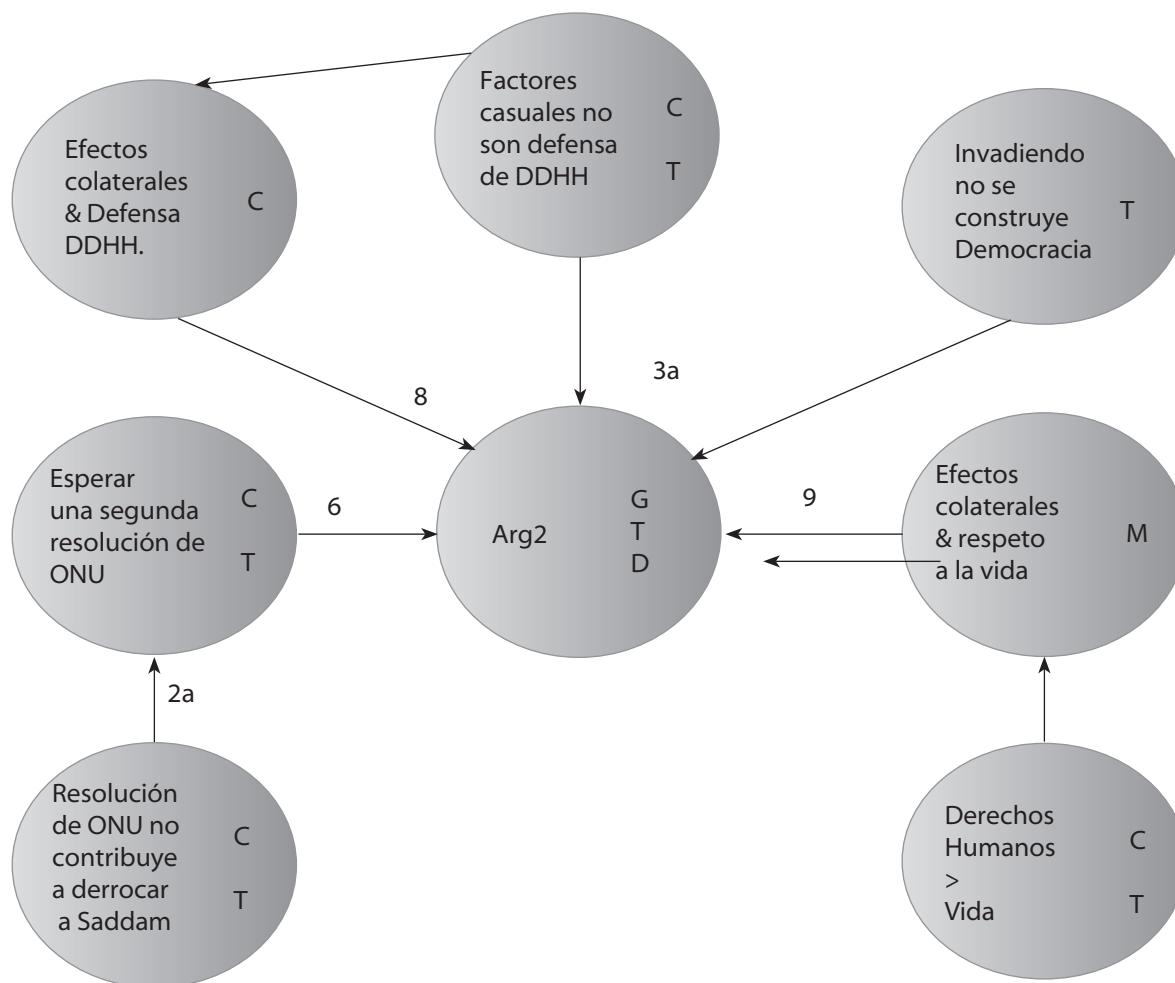 Efectos
colaterales
& Defensa
DDHH.
C
Factores
casuales no
son defensa
de DDHH
C
T
Invadiendo
no se
construye
Democracia
T
8
3a
Esperar
una segunda
resolución de
ONU
C
T
6
Arg2
G
T
D
9
Efectos
colaterales
& respeto
a la vida
M
2a
Resolución
de ONU no
contribuye
a derrocar
a Saddam
C
T
Derechos
Humanos
>
Vida
C
T